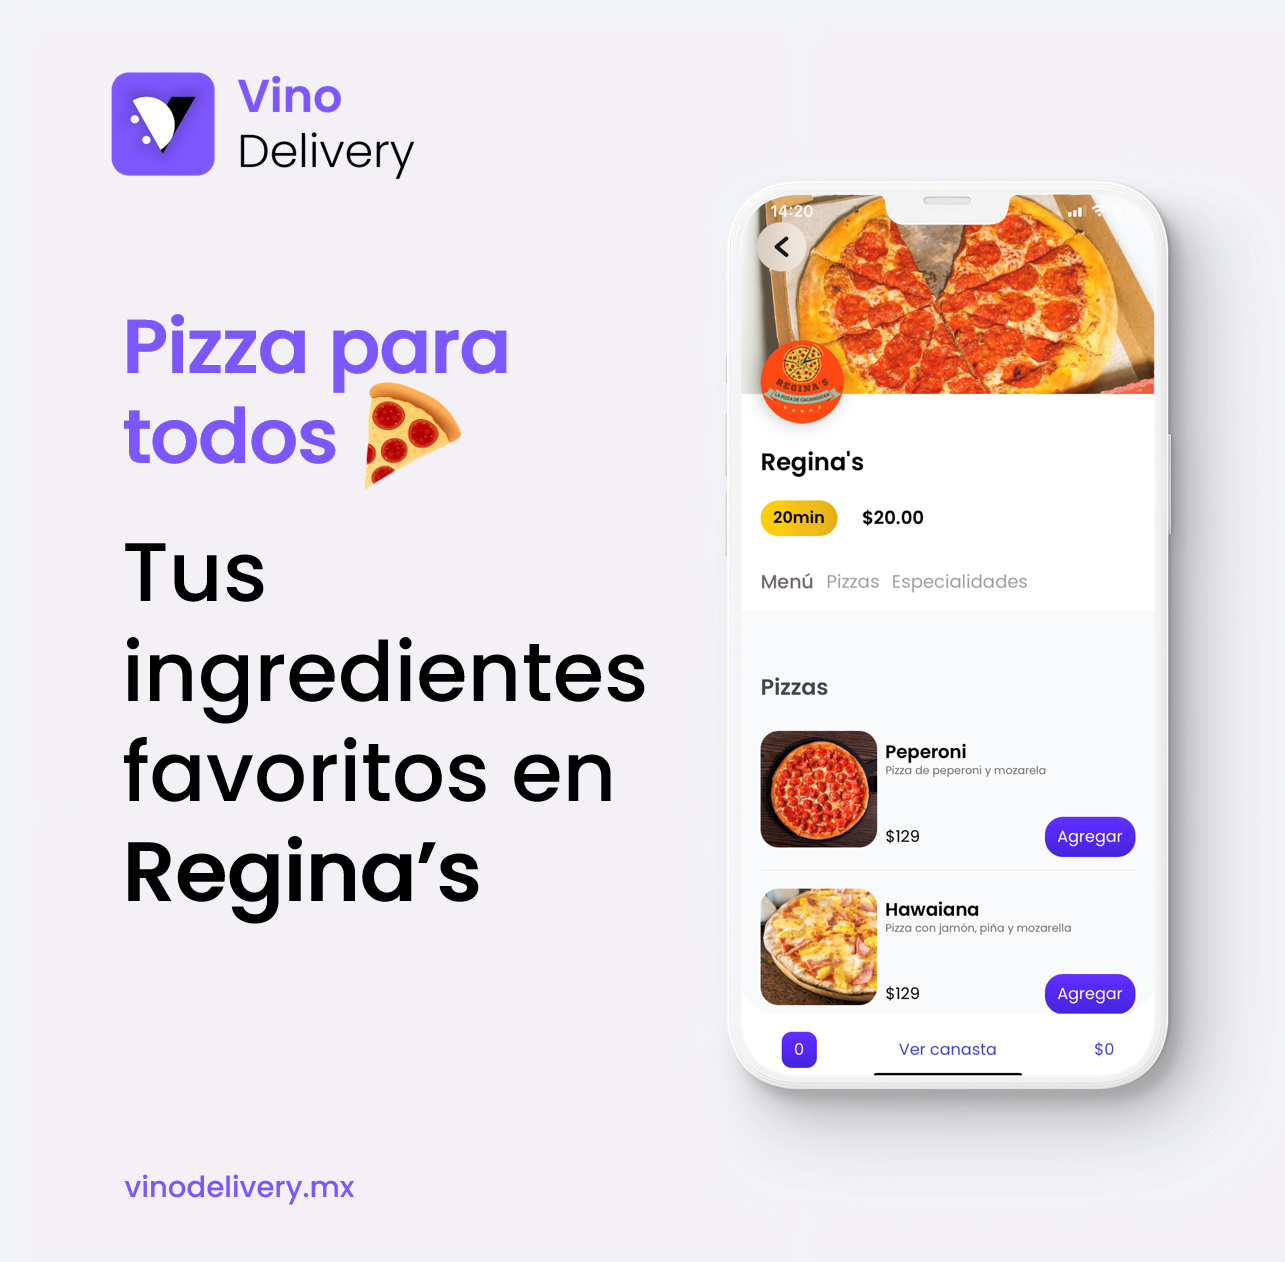 Vino
Delivery
Pizza para
todos
Tus
ingredientes
favoritos en
Regina’s
vinodelivery.mx
14:20
REGINA'S
LA PIZZA DE CACAHOATAN
Regina's
20min $20.00
Menú Pizzas Especialidades
Pizzas
Peperoni
Pizza de peperoni y mozarela
$129 Agregar
Hawaiana
Pizza con jamón, piña y mozarella
$129 Agregar
0 Ver canasta $0